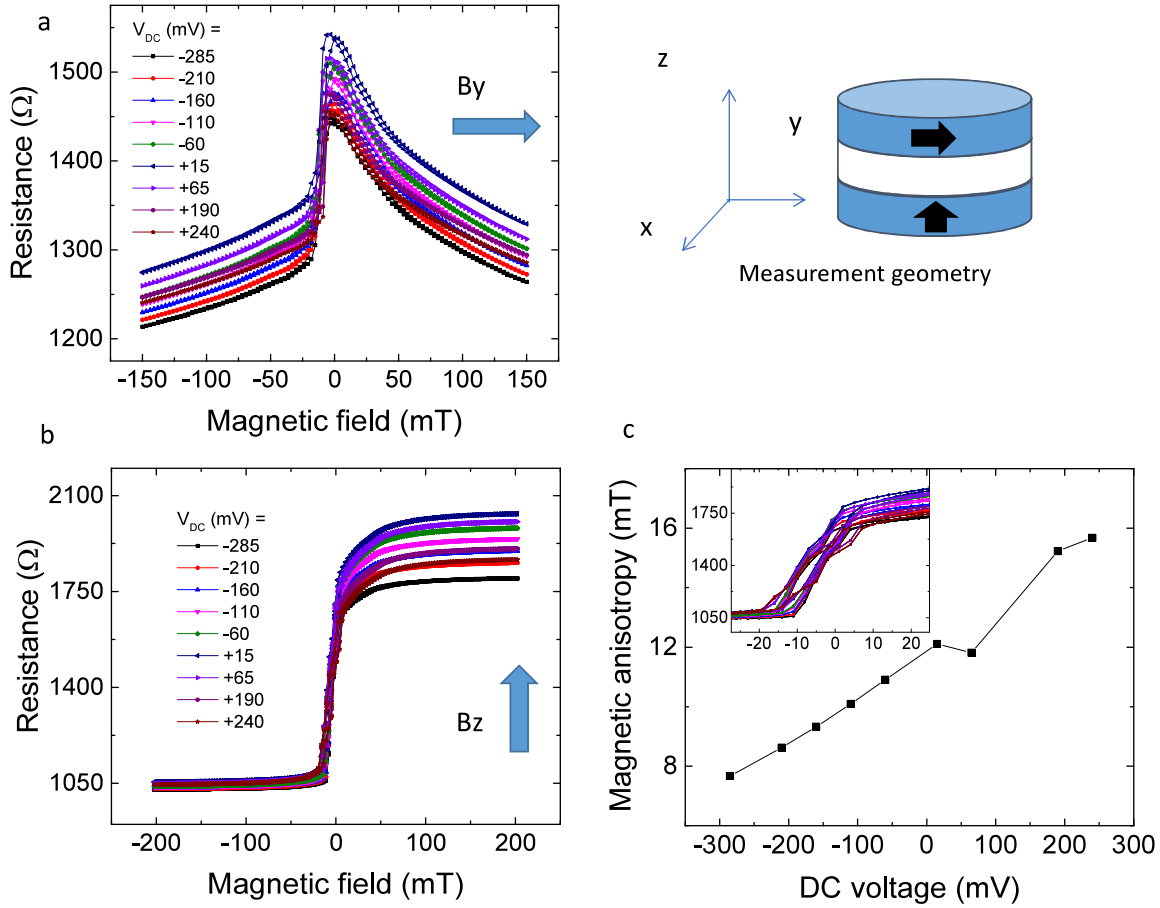 a
V_DC (mV) =
-285
-210
-160
-110
-60
+15
+65
+190
+240
By
Resistance (Ω)
1500
1400
1300
1200
-150 -100 -50 0 50 100 150
Magnetic field (mT)
z
y
x
Measurement geometry
b
V_DC (mV) =
-285
-210
-160
-110
-60
+15
+65
+190
+240
Bz
Resistance (Ω)
2100
1750
1400
1050
-200 -100 0 100 200
Magnetic field (mT)
c
Magnetic anisotropy (mT)
16
12
8
1750
1400
1050
-20 -10 0 10 20
-300 -200 -100 0 100 200 300
DC voltage (mV)